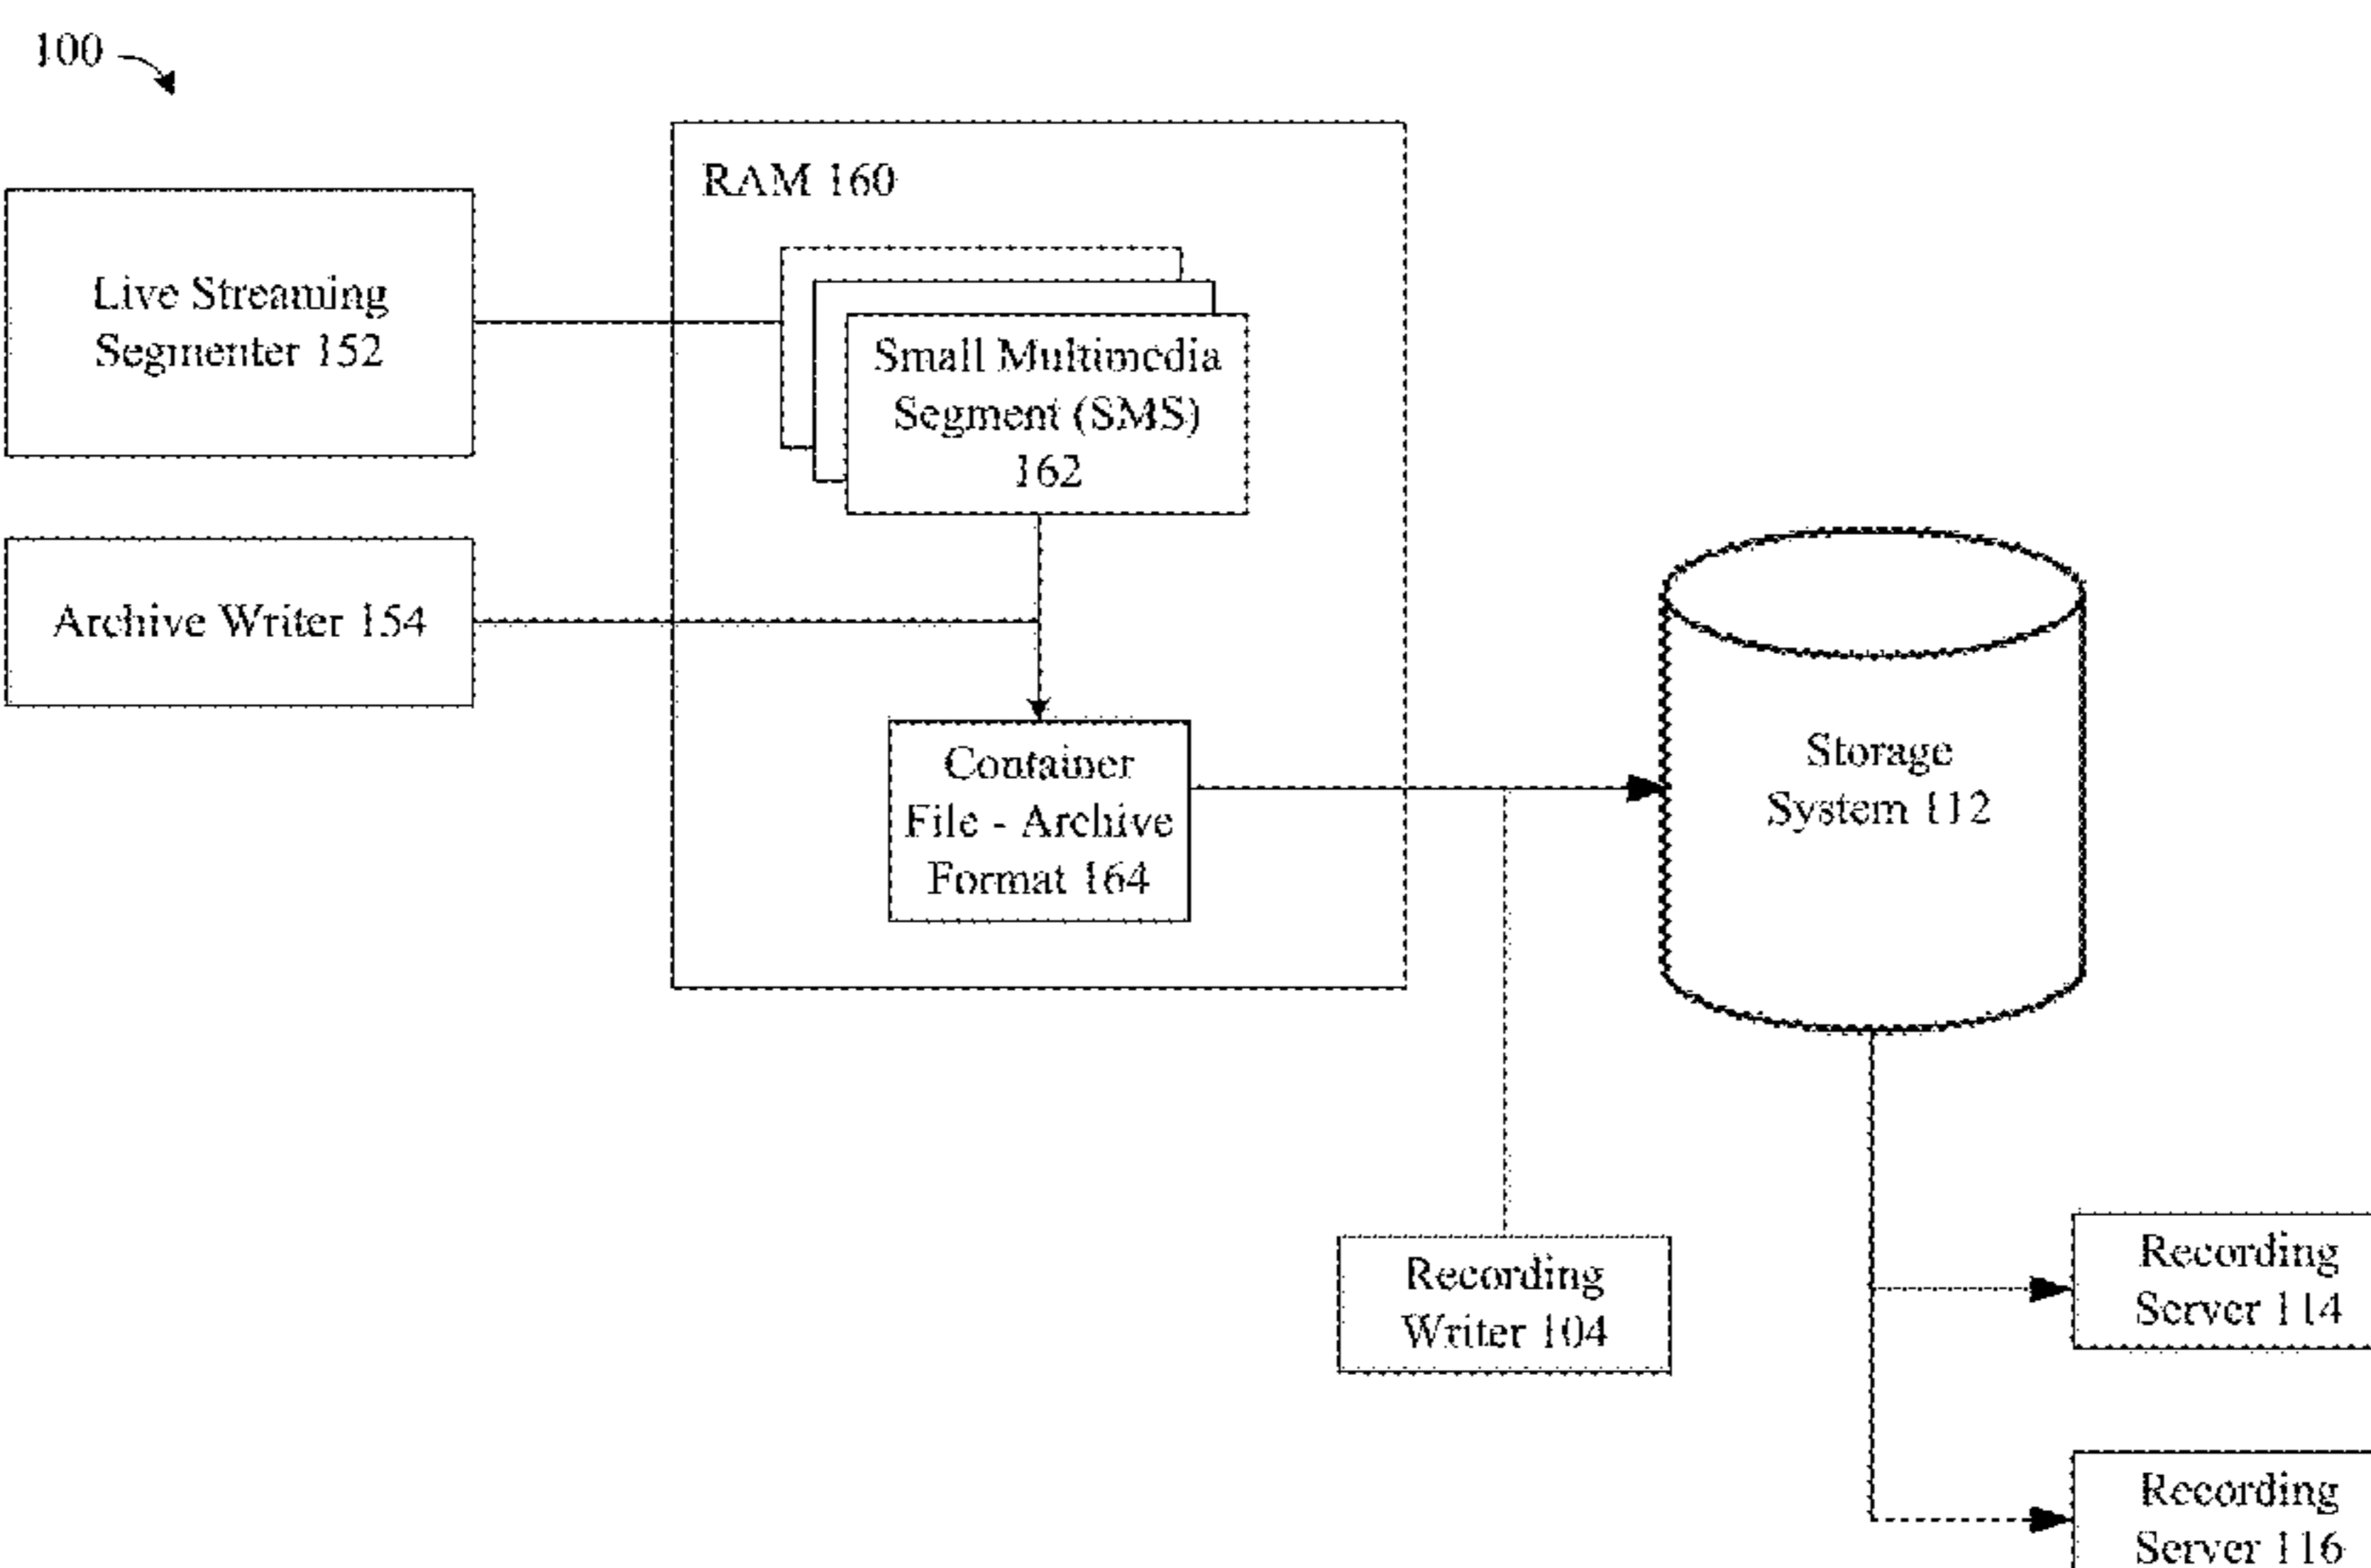 100
RAM 160
Live Streaming
Segmenter 152
Small Multimedia
Segment (SMS)
162
Archive Writer 154
Container
File - Archive
Format 164
Storage
System 112
Recording
Writer 104
Recording
Server 114
Recording
Server 116